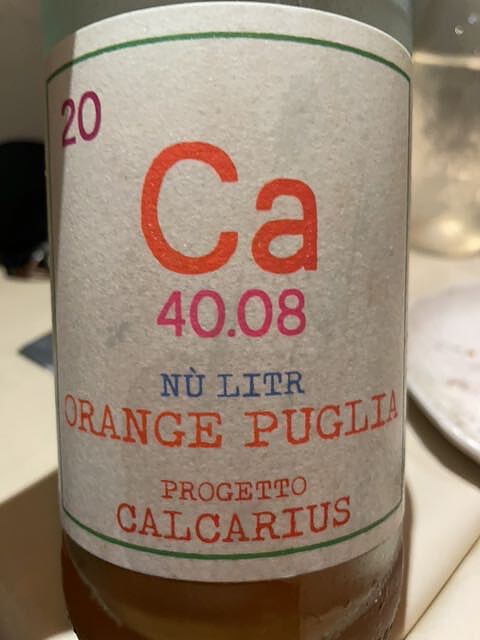 20
Ca
40.08
NÙ LITR
ORANGE PUGLIA
PROGETTO
CALCARIUS